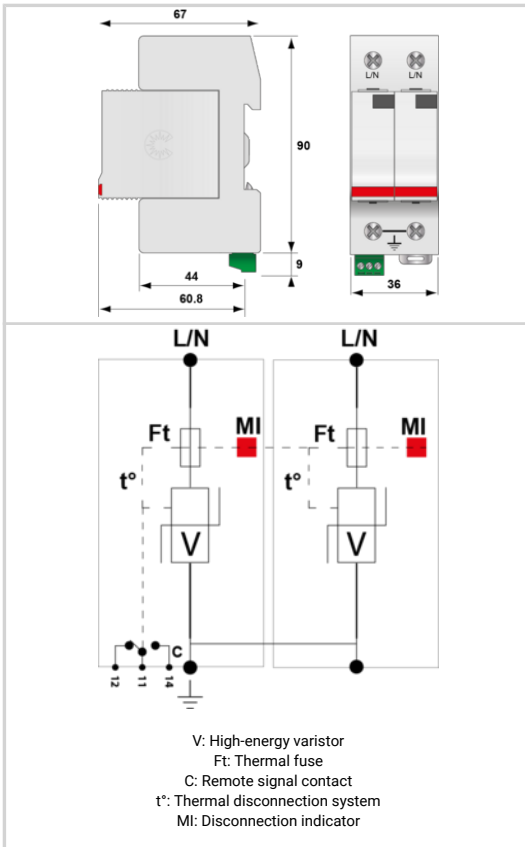 67
L/N L/N
90
9
44
36
60.8
L/N L/N
Ft MI Ft MI
t° t°
V V
C
12 11 14
V: High-energy varistor
Ft: Thermal fuse
C: Remote signal contact
t°: Thermal disconnection system
MI: Disconnection indicator